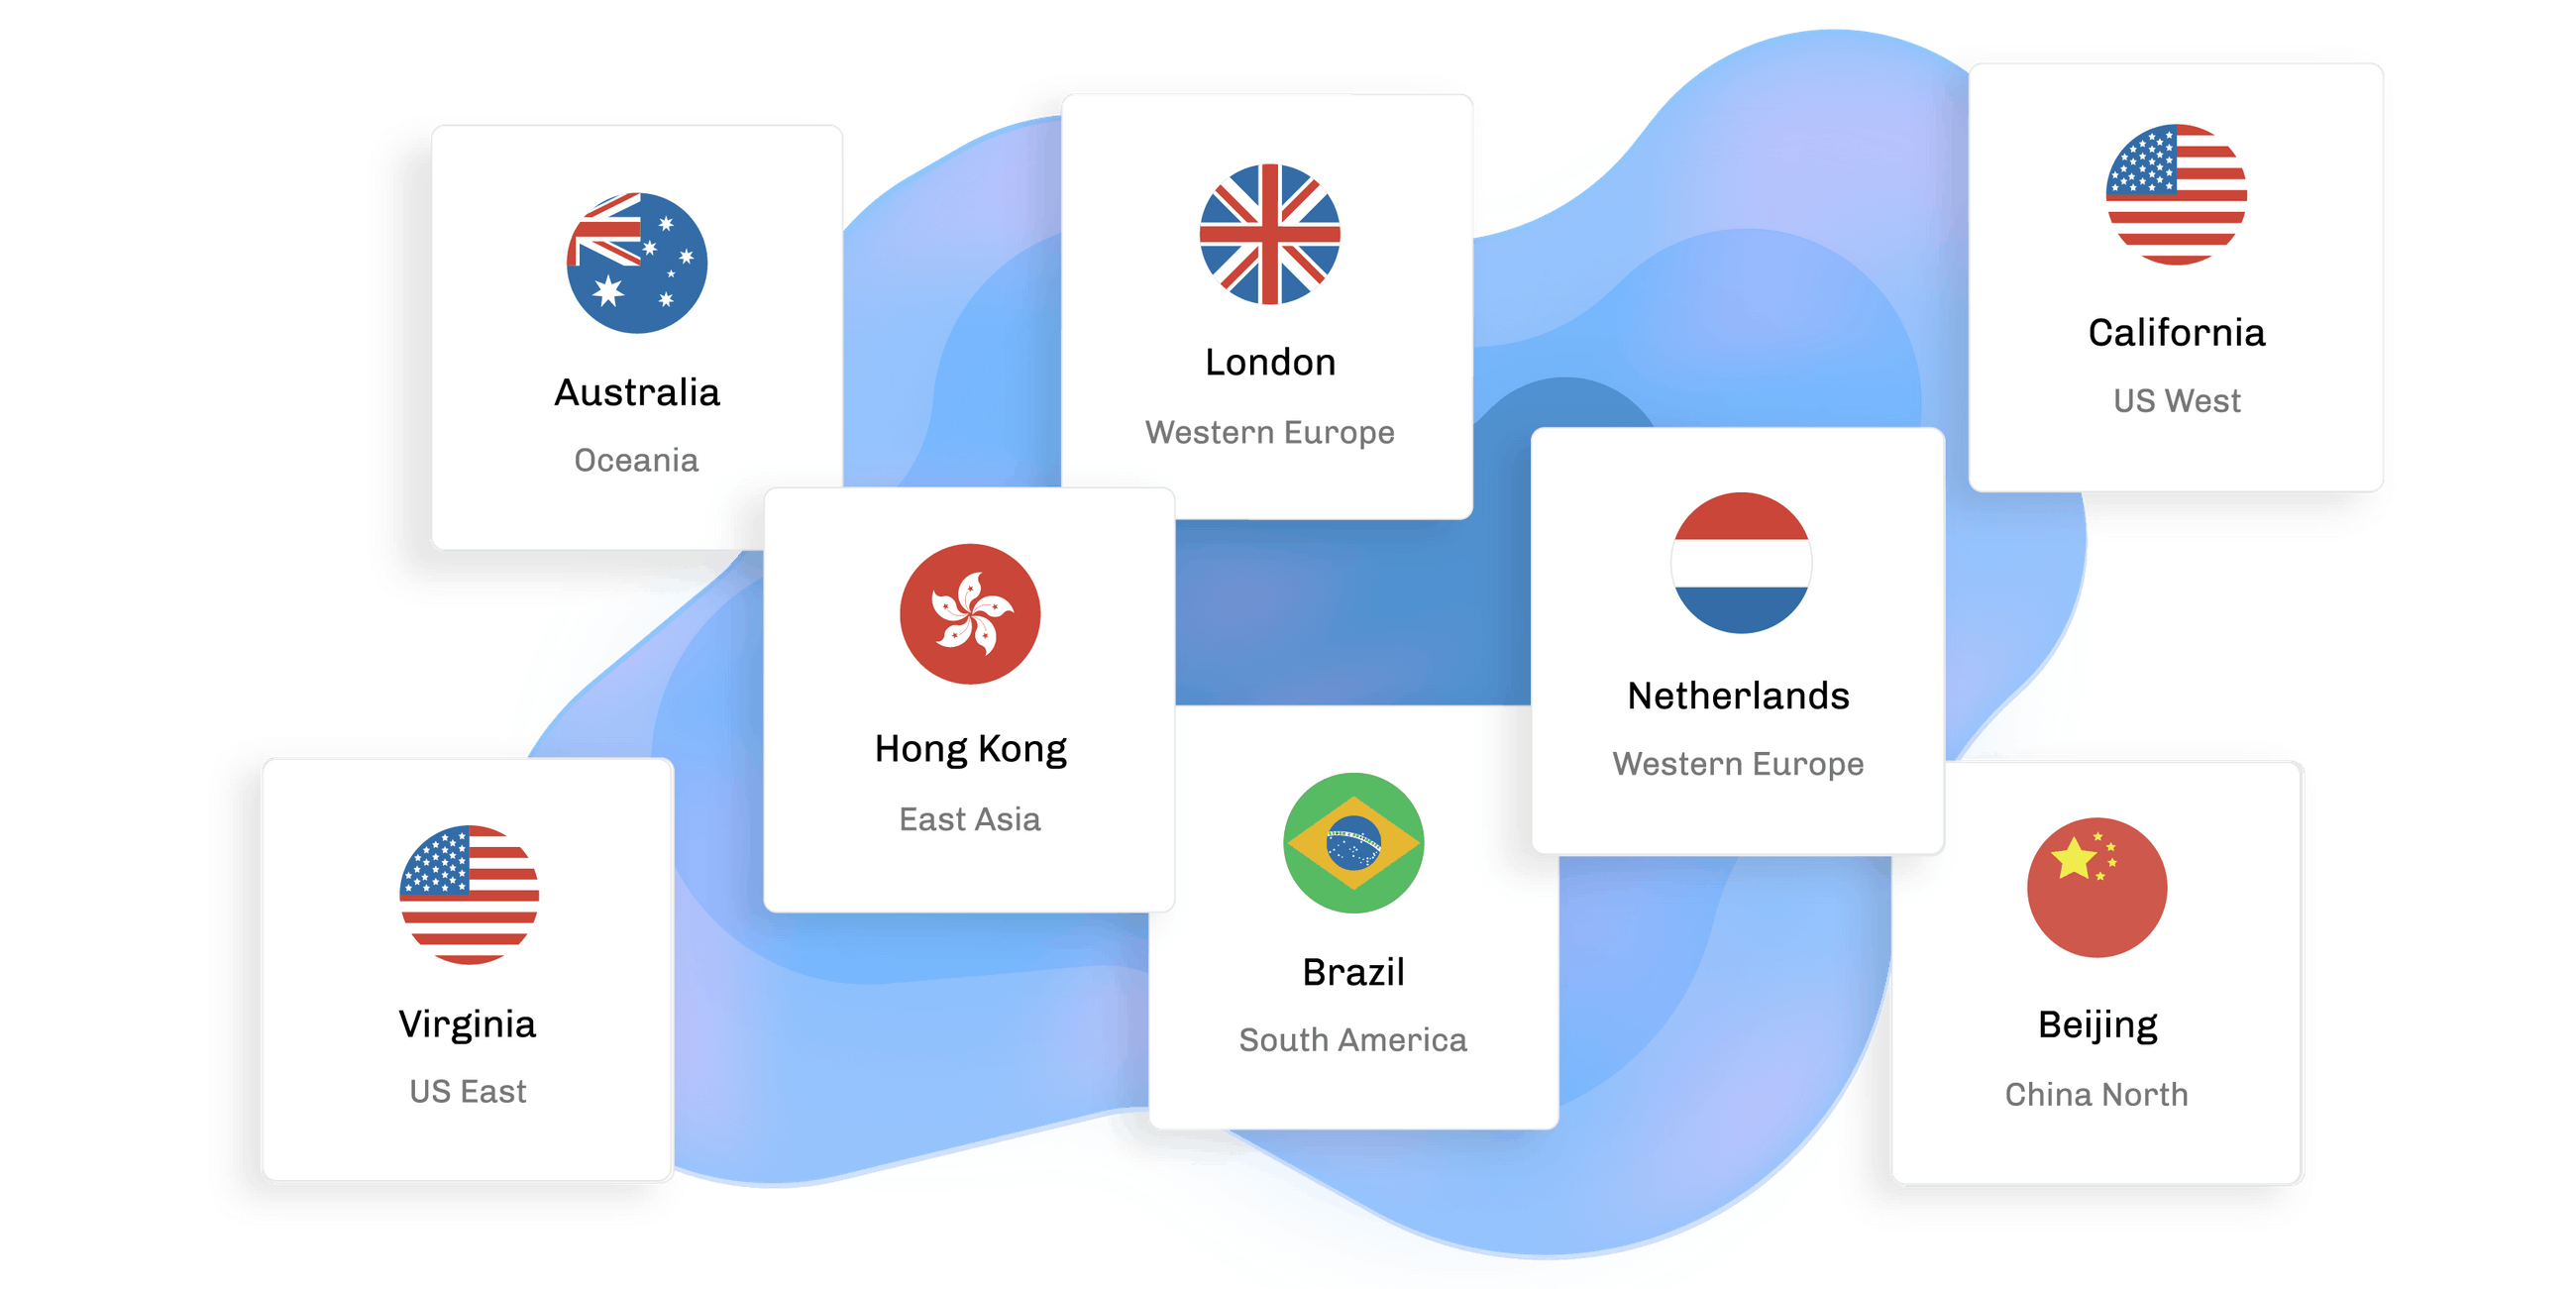 Australia
Oceania
London
Western Europe
California
US West
Hong Kong
East Asia
Netherlands
Western Europe
Virginia
US East
Brazil
South America
Beijing
China North